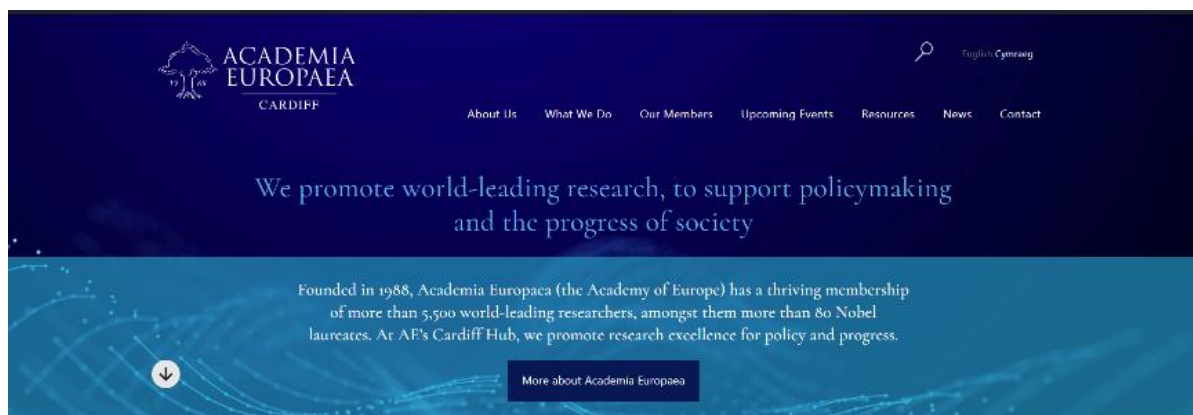 ACADEMIA
EUROPAEA
19 88
CARDIFF
English Cymraeg
About Us What We Do Our Members Upcoming Events Resources News Contact
We promote world-leading research, to support policymaking
and the progress of society
Founded in 1988, Academia Europaea (the Academy of Europe) has a thriving membership
of more than 5,500 world-leading researchers, amongst them more than 80 Nobel
laureates. At AE's Cardiff Hub, we promote research excellence for policy and progress.
More about Academia Europaea